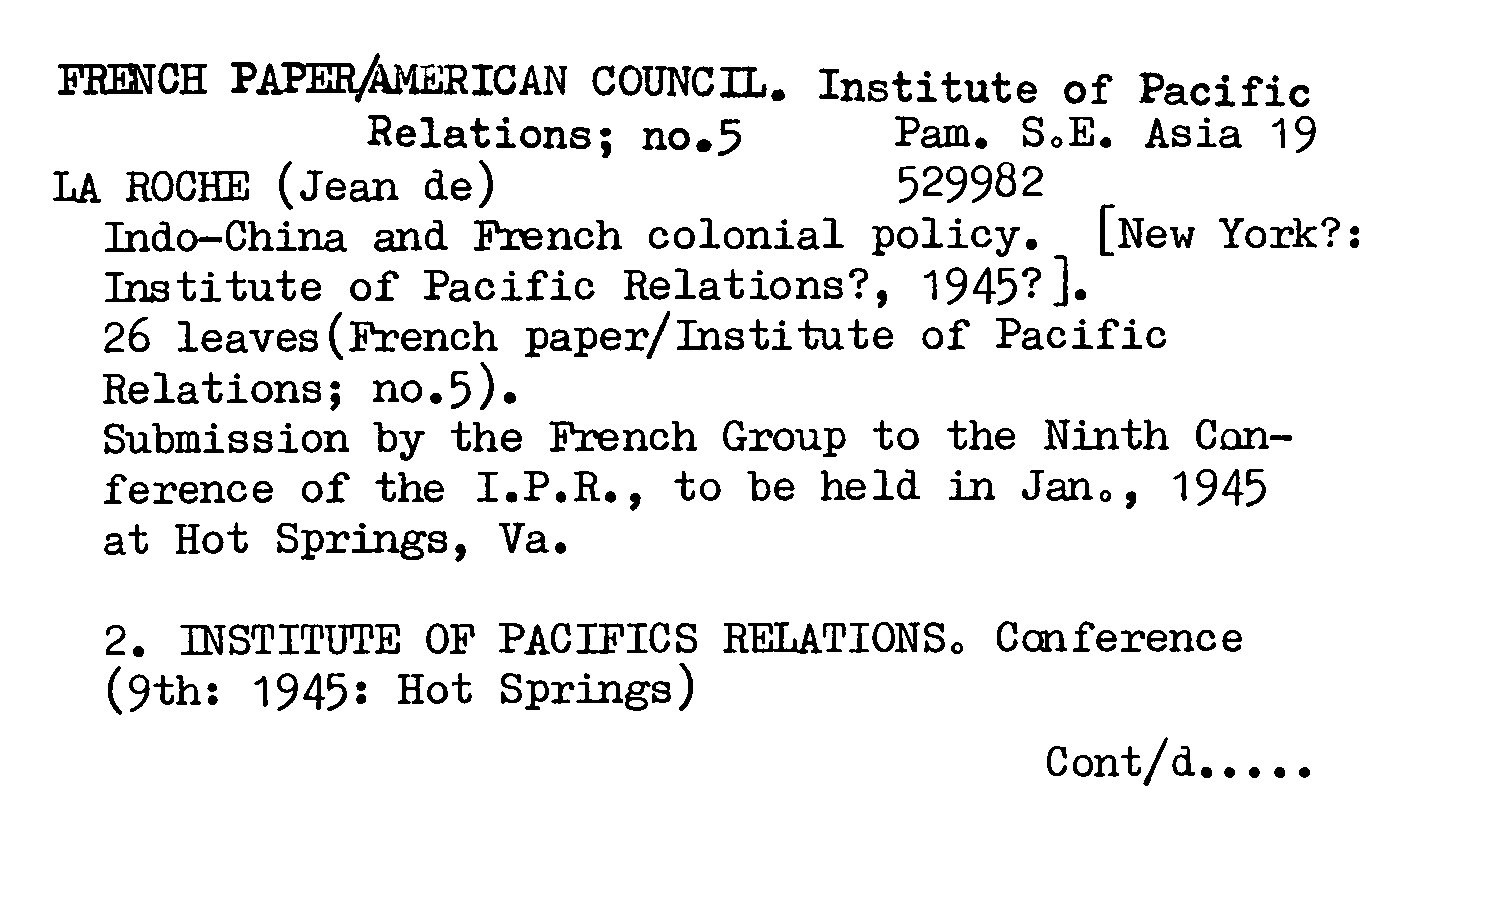 FRENCH PAPER/AMERICAN COUNCIL. Institute of Pacific
Relations; no.5 Pam. S.E. Asia 19
LA ROCHE (Jean de) 529982
Indo-China and French colonial policy. [New York?:
Institute of Pacific Relations?, 1945?].
26 leaves(French paper/Institute of Pacific
Relations; no.5).
Submission by the French Group to the Ninth Con-
ference of the I.P.R., to be held in Jan., 1945
at Hot Springs, Va.
2. INSTITUTE OF PACIFICS RELATIONS. Conference
(9th: 1945: Hot Springs)
Cont/d.....